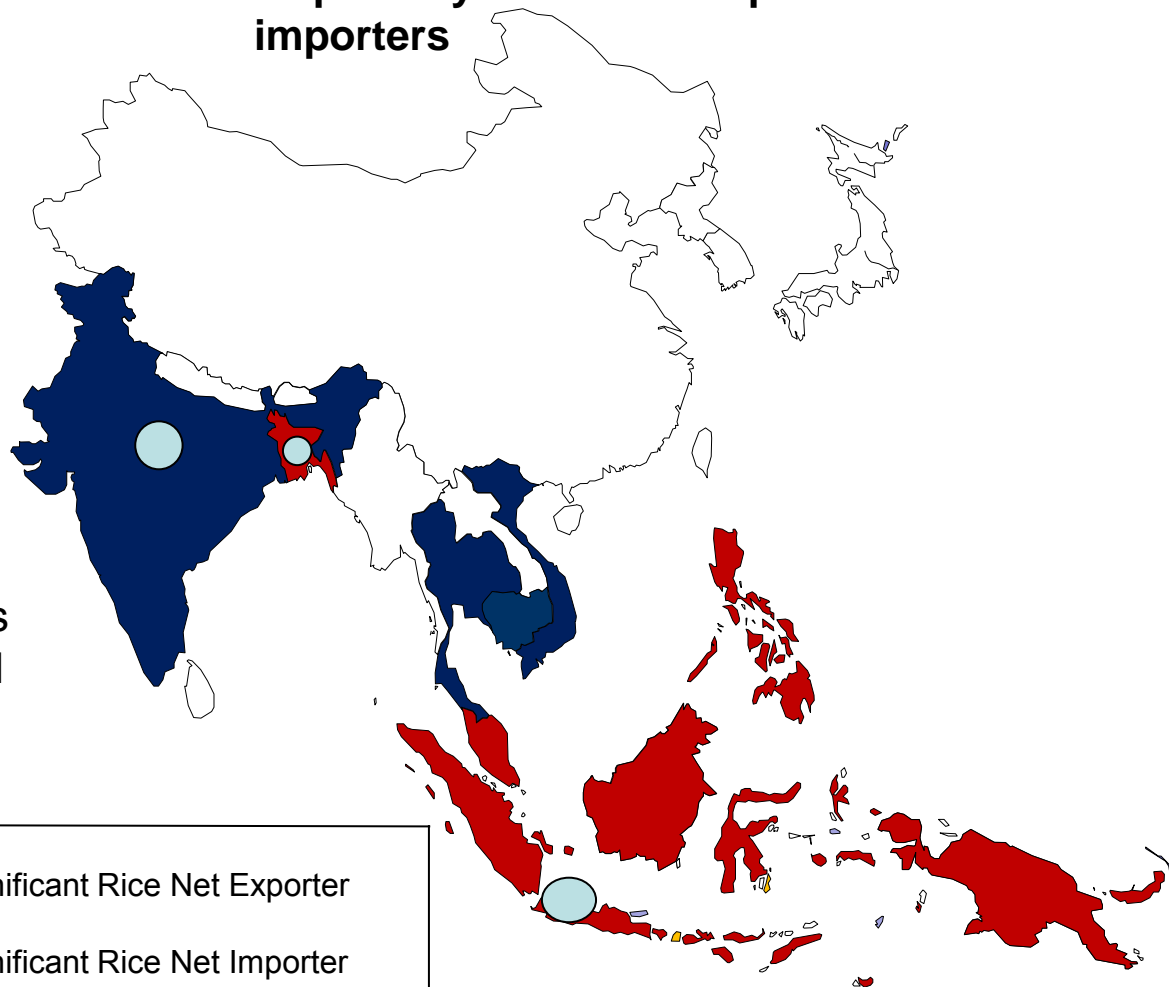 importers
s
l
nificant Rice Net Exporter
nificant Rice Net Importer